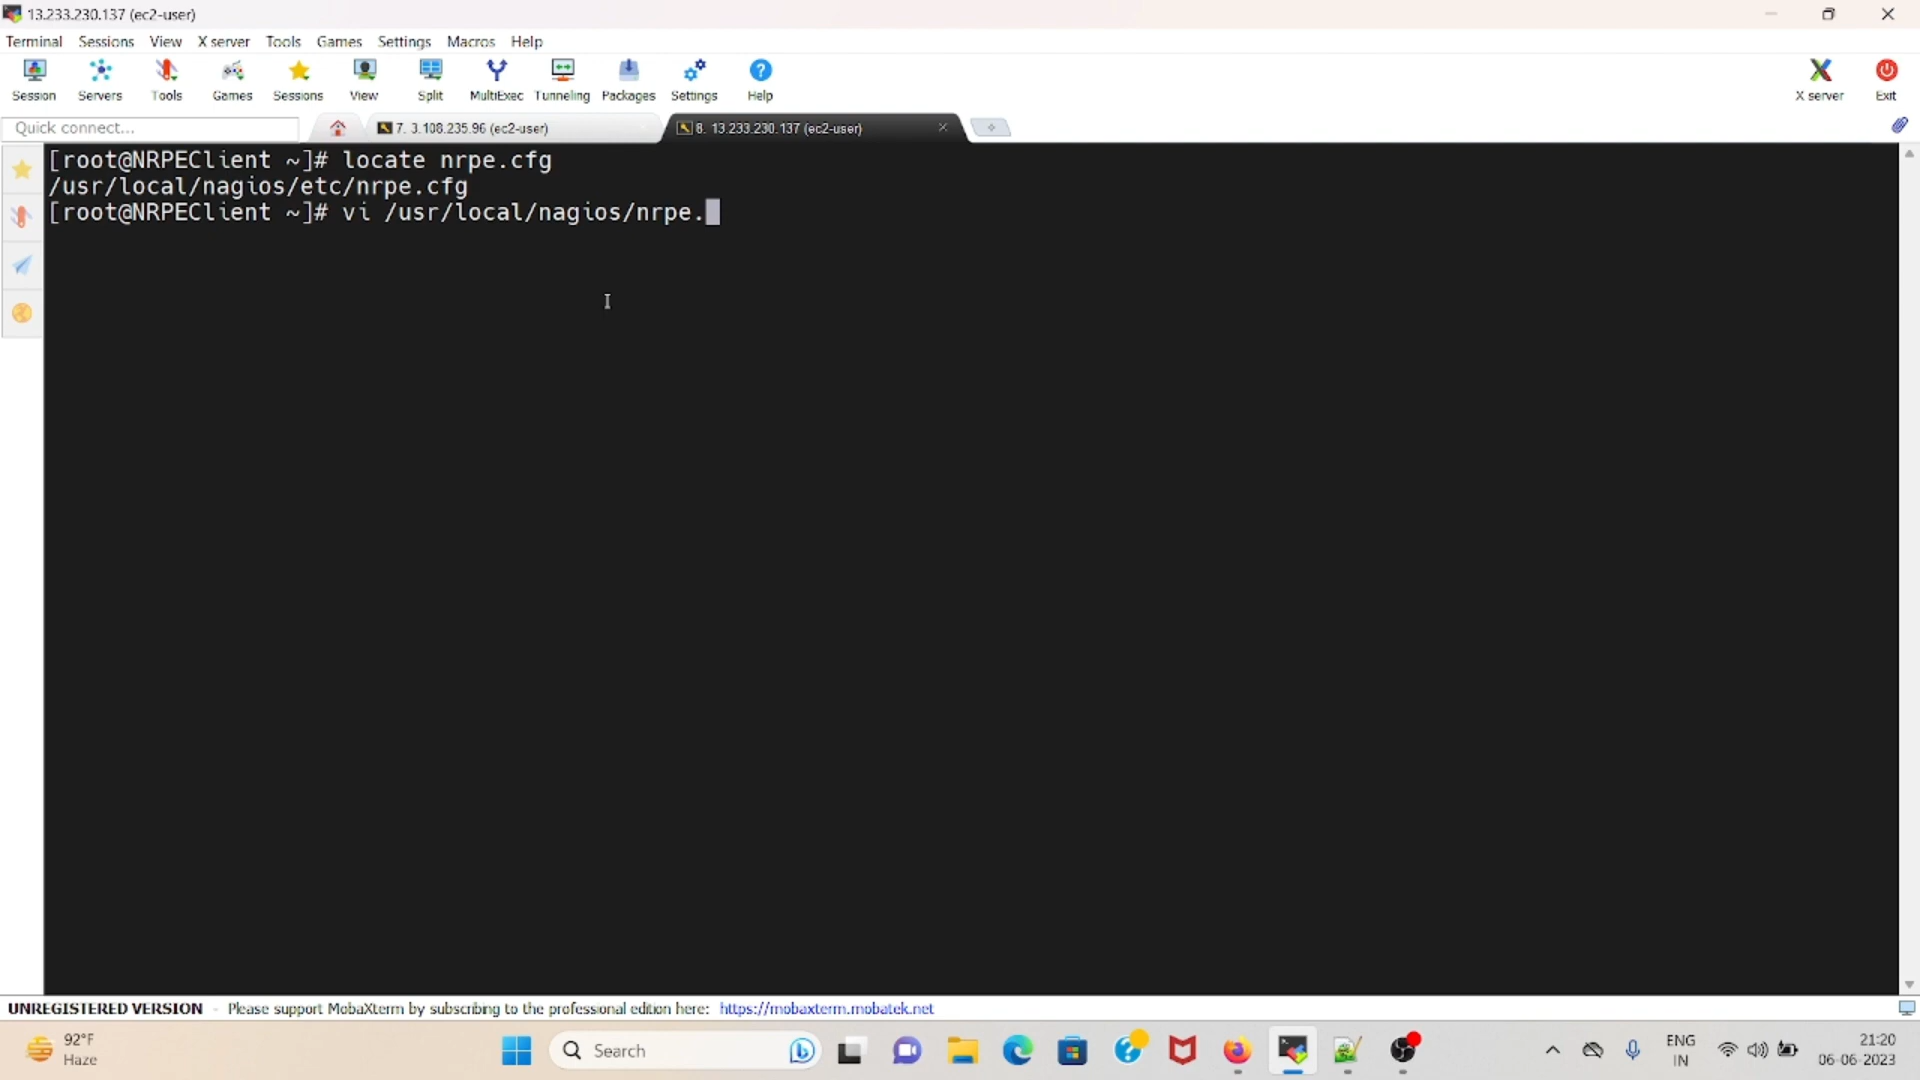 13.233.230.137 (ec2-user)
Terminal Sessions View X server Tools Games Settings Macros Help
Session Servers Tools Games Sessions View Split MultiExec Tunneling Packages Settings Help X server Exit
Quick connect... 7. 3.108.235.96 (ec2-user) 8. 13.233.230.137 (ec2-user)
[root@NRPEClient ~]# locate nrpe.cfg
/usr/local/nagios/etc/nrpe.cfg
[root@NRPEClient ~]# vi /usr/local/nagios/nrpe.
UNREGISTERED VERSION - Please support MobaXterm by subscribing to the professional edition here: https://mobaxterm.mobatek.net
92°F
Haze
Search
ENG
IN
21:20
06-06-2023